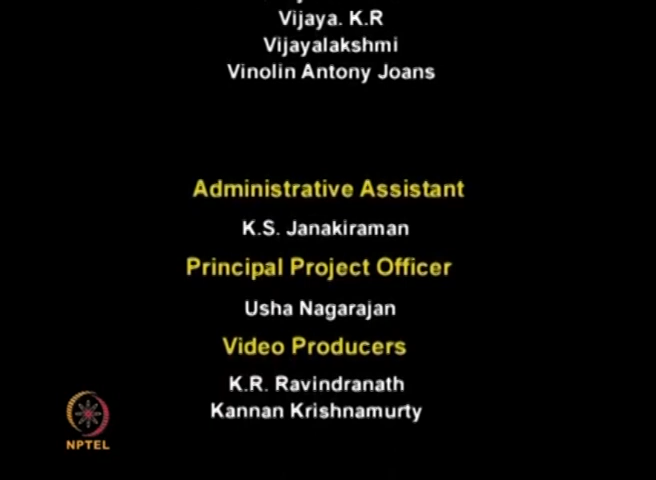 Vijaya. K.R
Vijayalakshmi
Vinolin Antony Joans
Administrative Assistant
K.S. Janakiraman
Principal Project Officer
Usha Nagarajan
Video Producers
K.R. Ravindranath
Kannan Krishnamurty
NPTEL